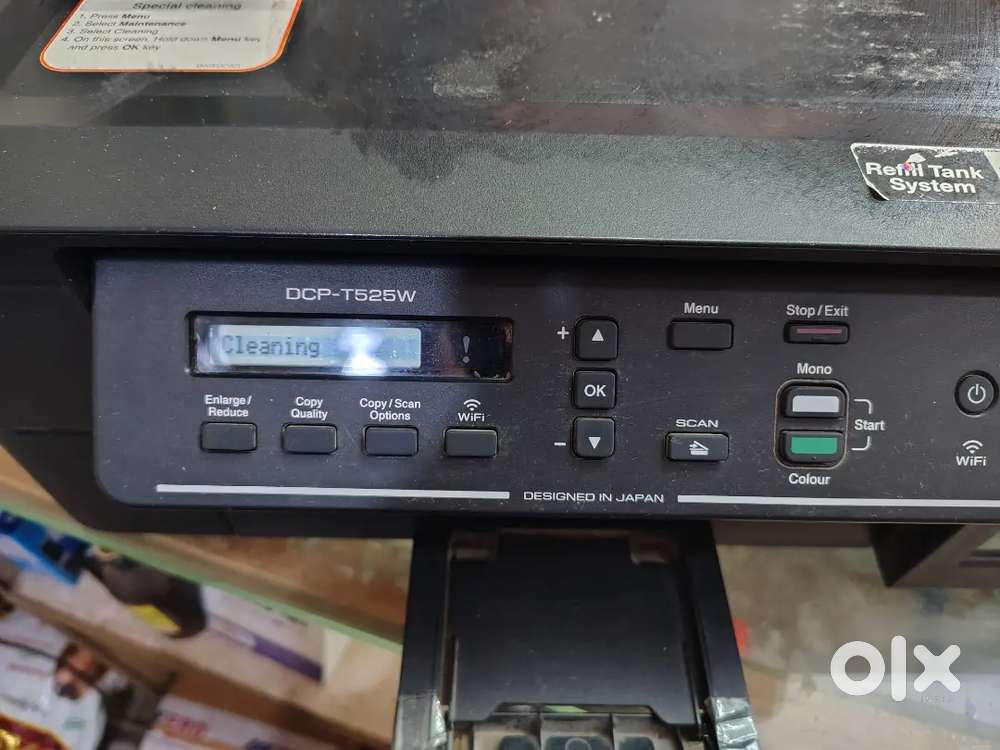 Special cleaning
1. Press Menu
2. Select Maintenance
3. Select Cleaning
4. On this screen, Hold down Menu key
and press OK key
Refill Tank
System
DCP-T525W
Cleaning
!
+
OK
−
Menu
Stop/Exit
Mono
Start
Colour
SCAN
WiFi
Enlarge/
Reduce
Copy
Quality
Copy/Scan
Options
WiFi
DESIGNED IN JAPAN
olx